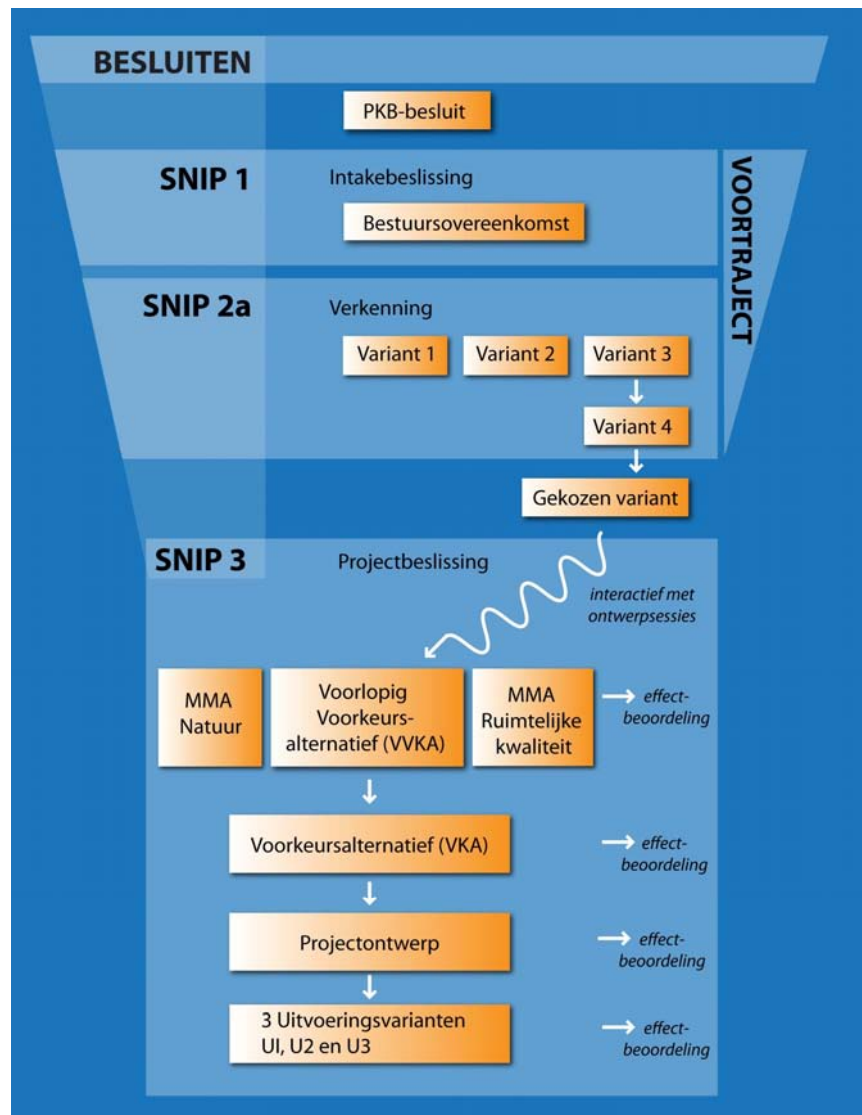 BESLUITEN
PKB-besluit
SNIP 1
Intakebeslissing
Bestuursovereenkomst
VOORTRAJECT
SNIP 2a
Verkenning
Variant 1
Variant 2
Variant 3
Variant 4
Gekozen variant
SNIP 3
Projectbeslissing
interactief met
ontwerpsessies
MMA
Natuur
Voorlopig
Voorkeurs-
alternatief (VVKA)
MMA
Ruimtelijke
kwaliteit
effect-
beoordeling
Voorkeursalternatief (VKA)
effect-
beoordeling
Projectontwerp
effect-
beoordeling
3 Uitvoeringsvarianten
UI, U2 en U3
effect-
beoordeling